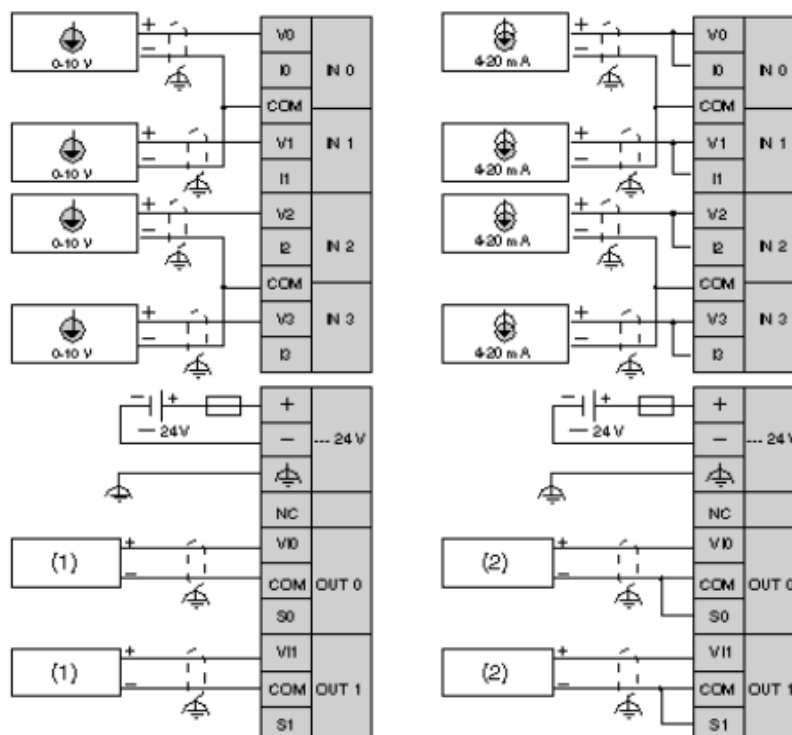 +
−
0-10 V
V0
I0 IN 0
COM
+
−
0-10 V
V1 IN 1
I1
+
−
0-10 V
V2
I2 IN 2
COM
+
−
0-10 V
V3 IN 3
I3
− +
— 24V
+
− --- 24 V
NC
(1)
+
−
VI0
COM OUT 0
S0
(1)
+
−
VI1
COM OUT 1
S1
+
−
4-20 mA
V0
I0 IN 0
COM
+
−
4-20 mA
V1 IN 1
I1
+
−
4-20 mA
V2
I2 IN 2
COM
+
−
4-20 mA
V3 IN 3
I3
− +
— 24V
+
− --- 24V
NC
(2)
+
−
VI0
COM OUT 0
S0
(2)
+
−
VI1
COM OUT 1
S1